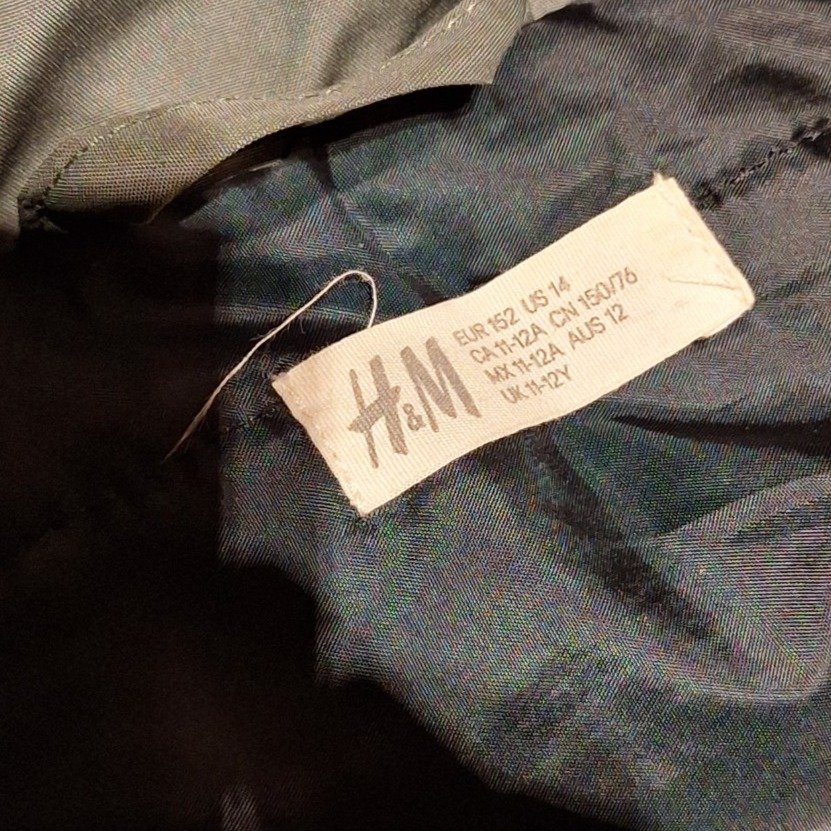 H&M
EUR 152 US 14
CA 11-12A CN 150/76
MX 11-12A AUS 12
UK 11-12Y